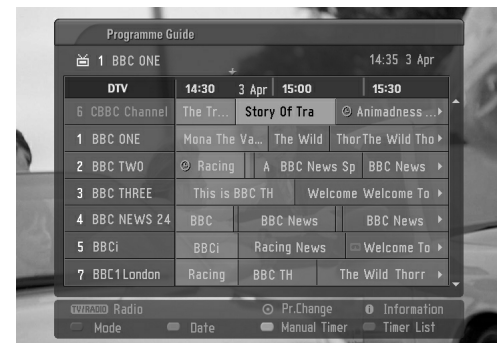 Programme Guide
1 BBC ONE 14:35 3 Apr
DTV 14:30 3 Apr 15:00 15:30
6 CBBC Channel The Tr... Story Of Tra Animadness ...
1 BBC ONE Mona The Va... The Wild ThorThe Wild Tho
2 BBC TWO Racing A BBC News Sp BBC News
3 BBC THREE This is BBC TH Welcome Welcome To
4 BBC NEWS 24 BBC BBC News BBC News
5 BBCi BBCi Racing News Welcome To
7 BBC1London Racing BBC TH The Wild Thorr
TV/RADIO Radio Pr.Change Information
Mode Date Manual Timer Timer List